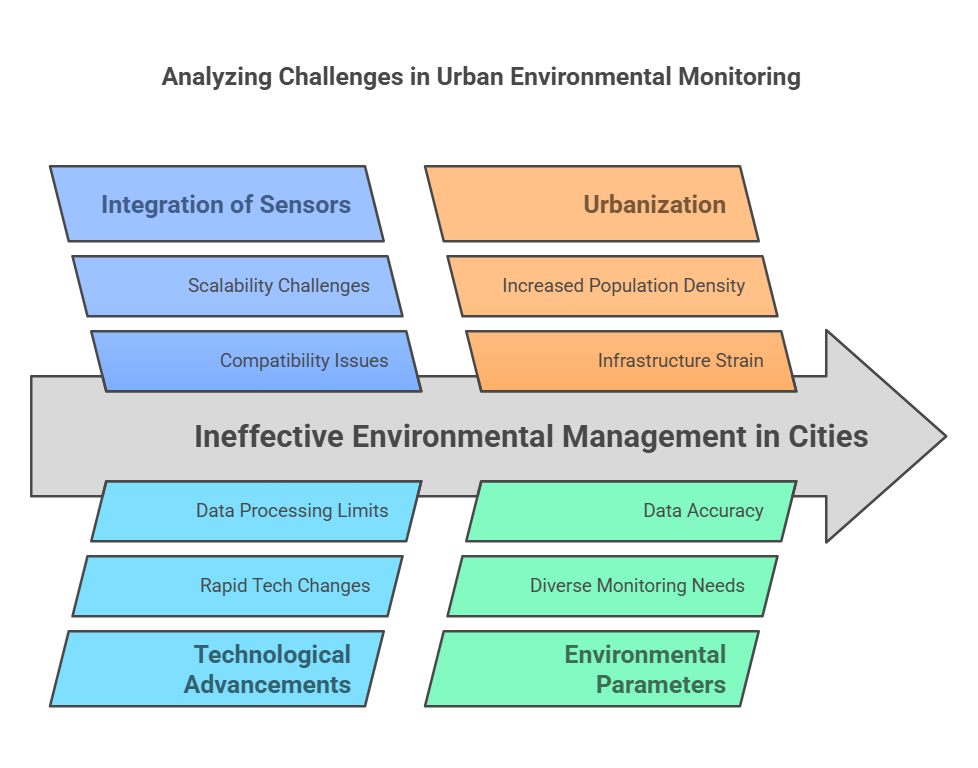 Analyzing Challenges in Urban Environmental Monitoring
Integration of Sensors
Scalability Challenges
Compatibility Issues
Urbanization
Increased Population Density
Infrastructure Strain
Ineffective Environmental Management in Cities
Data Processing Limits
Rapid Tech Changes
Technological
Advancements
Data Accuracy
Diverse Monitoring Needs
Environmental
Parameters